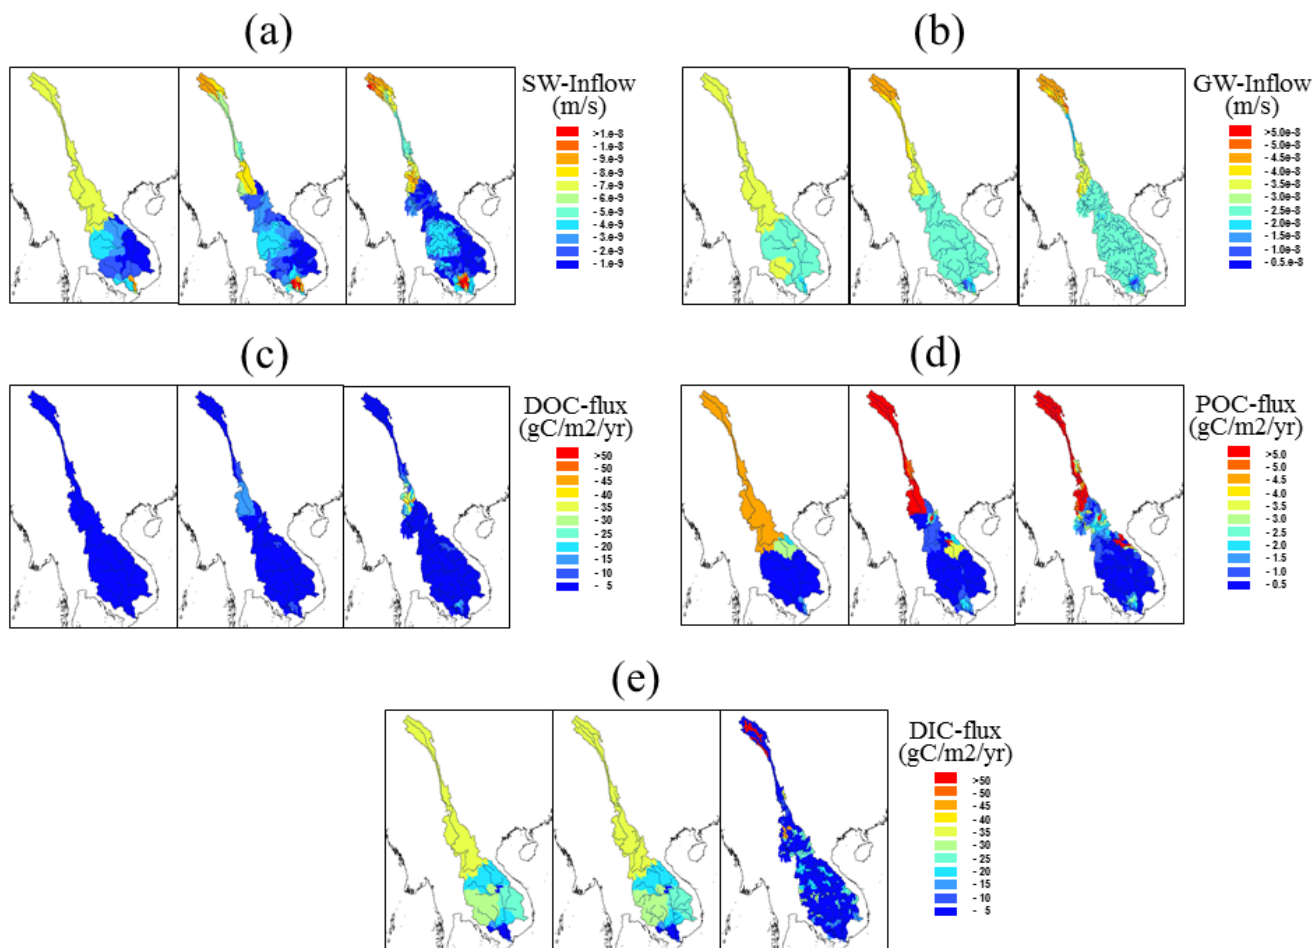 (a)
(b)
SW-Inflow
(m/s)
>1.e-8
- 1.e-8
- 9.e-9
- 8.e-9
- 7.e-9
- 6.e-9
- 5.e-9
- 4.e-9
- 3.e-9
- 2.e-9
- 1.e-9
GW-Inflow
(m/s)
>5.0e-8
- 5.0e-8
- 4.5e-8
- 4.0e-8
- 3.5e-8
- 3.0e-8
- 2.5e-8
- 2.0e-8
- 1.5e-8
- 1.0e-8
- 0.5e-8
(c)
(d)
DOC-flux
(gC/m2/yr)
>50
- 50
- 45
- 40
- 35
- 30
- 25
- 20
- 15
- 10
- 5
POC-flux
(gC/m2/yr)
>5.0
- 5.0
- 4.5
- 4.0
- 3.5
- 3.0
- 2.5
- 2.0
- 1.5
- 1.0
- 0.5
(e)
DIC-flux
(gC/m2/yr)
>50
- 50
- 45
- 40
- 35
- 30
- 25
- 20
- 15
- 10
- 5